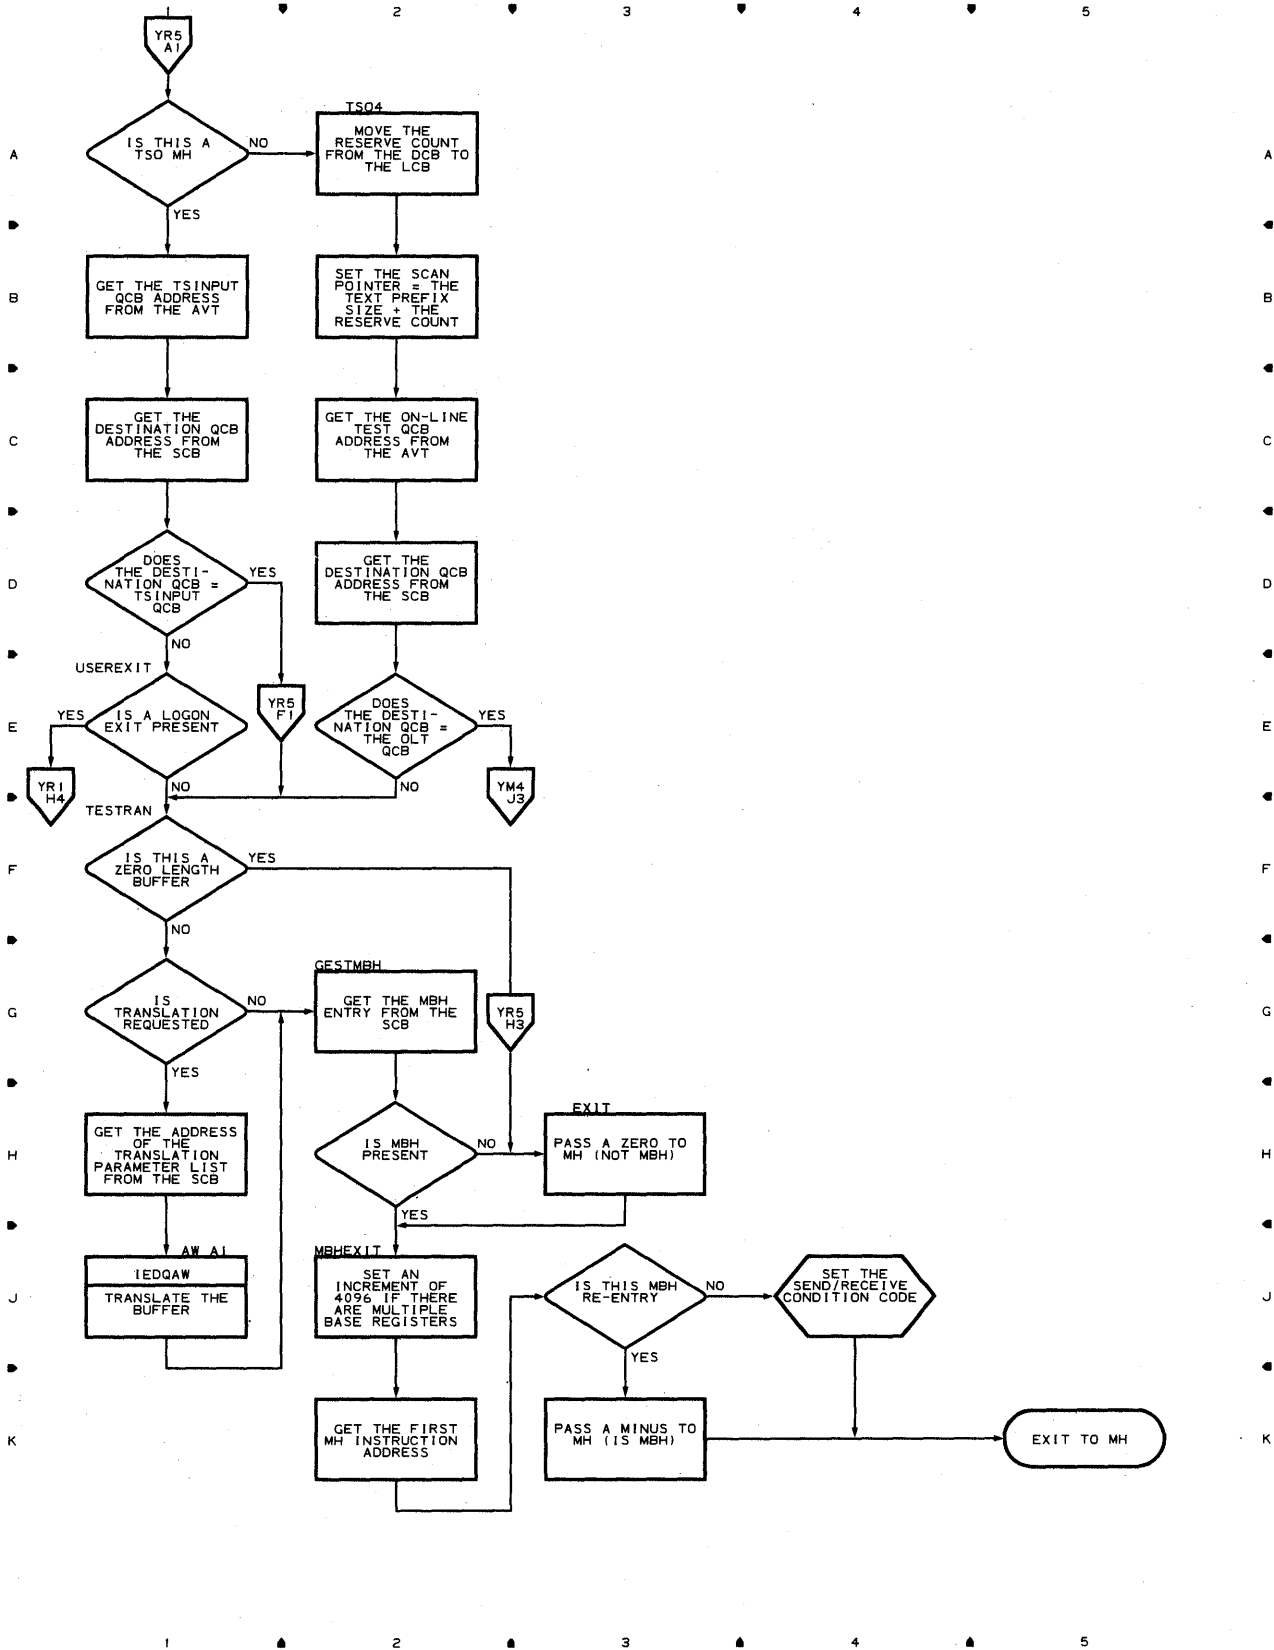 1 2 3 4 5
YR5
A1
IS THIS A
TSO MH
NO
YES
TSO4
MOVE THE
RESERVE COUNT
FROM THE DCB TO
THE LCB
A A
GET THE TSINPUT
QCB ADDRESS
FROM THE AVT
SET THE SCAN
POINTER = THE
TEXT PREFIX
SIZE + THE
RESERVE COUNT
B B
GET THE
DESTINATION QCB
ADDRESS FROM
THE SCB
GET THE ON-LINE
TEST QCB
ADDRESS FROM
THE AVT
C C
DOES
THE DESTI-
NATION QCB =
TSINPUT
QCB
YES
NO
GET THE
DESTINATION QCB
ADDRESS FROM
THE SCB
D D
USEREXIT
IS A LOGON
EXIT PRESENT
YES
NO
YR1
H4
YR5
F1
DOES
THE DESTI-
NATION QCB =
THE OLT
QCB
YES
NO
YM4
J3
E E
TESTRAN
IS THIS A
ZERO LENGTH
BUFFER
YES
NO
F F
IS
TRANSLATION
REQUESTED
NO
YES
GESTMBH
GET THE MBH
ENTRY FROM THE
SCB
YR5
H3
G G
GET THE ADDRESS
OF THE
TRANSLATION
PARAMETER LIST
FROM THE SCB
IS MBH
PRESENT
NO
YES
EXIT
PASS A ZERO TO
MH (NOT MBH)
H H
AW A1
IEDQAW
TRANSLATE THE
BUFFER
MBHEXIT
SET AN
INCREMENT OF
4096 IF THERE
ARE MULTIPLE
BASE REGISTERS
IS THIS MBH
RE-ENTRY
NO
YES
SET THE
SEND/RECEIVE
CONDITION CODE
J J
GET THE FIRST
MH INSTRUCTION
ADDRESS
PASS A MINUS TO
MH (IS MBH)
EXIT TO MH
K K
1 2 3 4 5